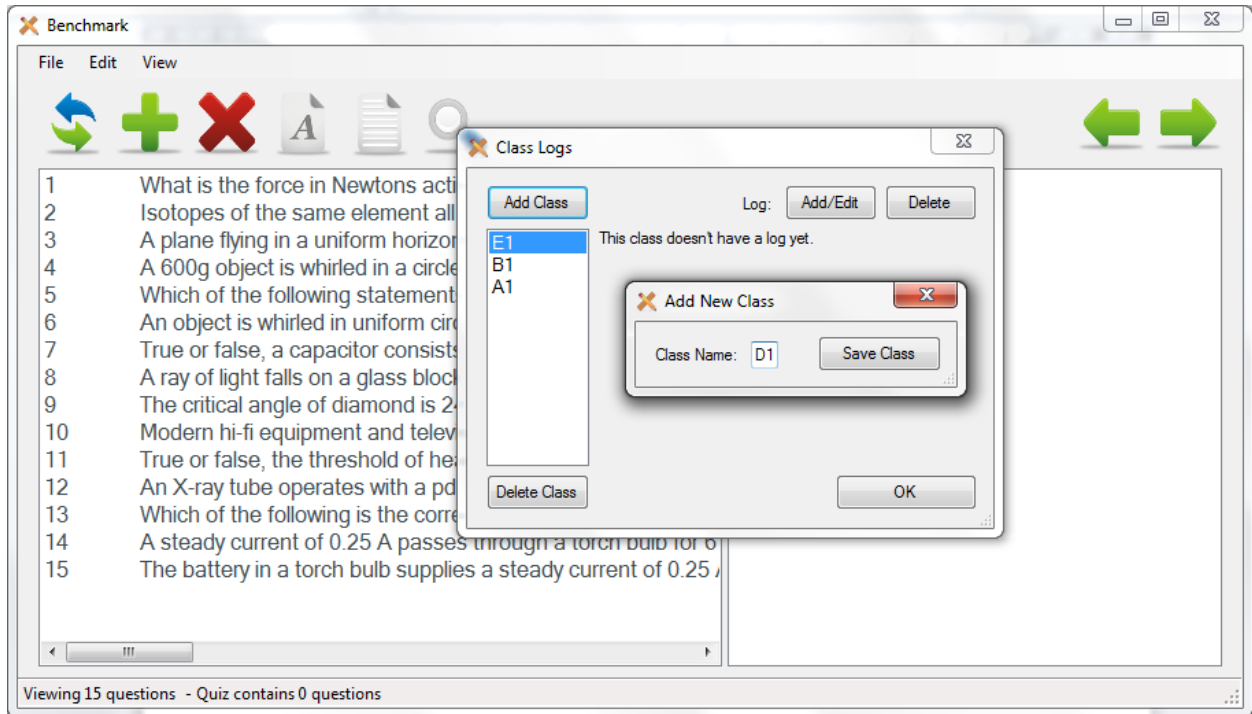 Benchmark
File Edit View
A
Class Logs
Add Class Log: Add/Edit Delete
This class doesn't have a log yet.
E1
B1
A1
Add New Class
Class Name: D1 Save Class
Delete Class OK
1 What is the force in Newtons acti
2 Isotopes of the same element all
3 A plane flying in a uniform horizon
4 A 600g object is whirled in a circle
5 Which of the following statement
6 An object is whirled in uniform circ
7 True or false, a capacitor consists
8 A ray of light falls on a glass block
9 The critical angle of diamond is 24
10 Modern hi-fi equipment and telev
11 True or false, the threshold of hea
12 An X-ray tube operates with a pd
13 Which of the following is the corre
14 A steady current of 0.25 A passes through a torch bulb for 6
15 The battery in a torch bulb supplies a steady current of 0.25 A
Viewing 15 questions - Quiz contains 0 questions